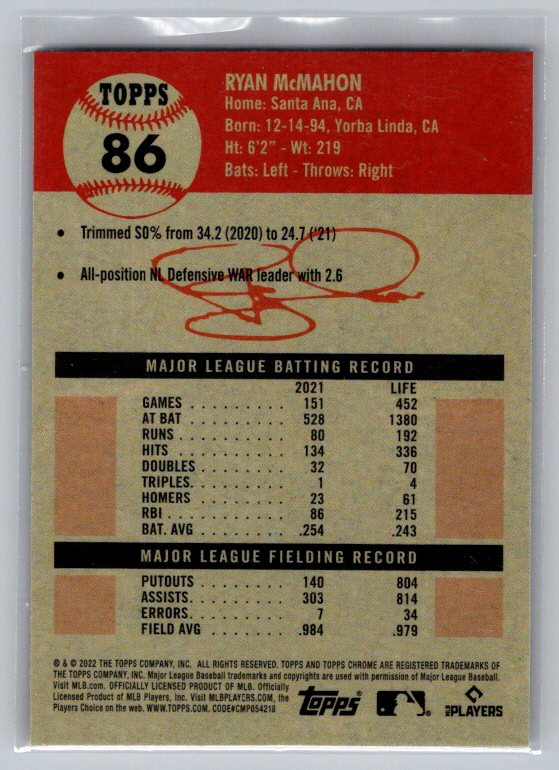 TOPPS
86
RYAN McMAHON
Home: Santa Ana, CA
Born: 12-14-94, Yorba Linda, CA
Ht: 6'2" - Wt: 219
Bats: Left - Throws: Right
• Trimmed SO% from 34.2 (2020) to 24.7 ('21)
• All-position NL Defensive WAR leader with 2.6
MAJOR LEAGUE BATTING RECORD
2021 LIFE
GAMES . . . . . . . . . 151 452
AT BAT . . . . . . . . . 528 1380
RUNS . . . . . . . . . . 80 192
HITS . . . . . . . . . . 134 336
DOUBLES . . . . . . . . 32 70
TRIPLES. . . . . . . . . 1 4
HOMERS . . . . . . . . 23 61
RBI . . . . . . . . . . . 86 215
BAT. AVG . . . . . . . .254 .243
MAJOR LEAGUE FIELDING RECORD
PUTOUTS . . . . . . . . 140 804
ASSISTS. . . . . . . . . 303 814
ERRORS. . . . . . . . . 7 34
FIELD AVG . . . . . . . .984 .979
® & © 2022 THE TOPPS COMPANY, INC. ALL RIGHTS RESERVED. TOPPS AND TOPPS CHROME ARE REGISTERED TRADEMARKS OF
THE TOPPS COMPANY, INC. Major League Baseball trademarks and copyrights are used with permission of Major League Baseball.
Visit MLB.com. OFFICIALLY LICENSED PRODUCT OF MLB. Officially
Licensed Product of MLB Players, Inc. Visit MLBPLAYERS.COM, the
Players Choice on the web. WWW.TOPPS.COM. CODE#CMP054218
topps
MLB PLAYERS